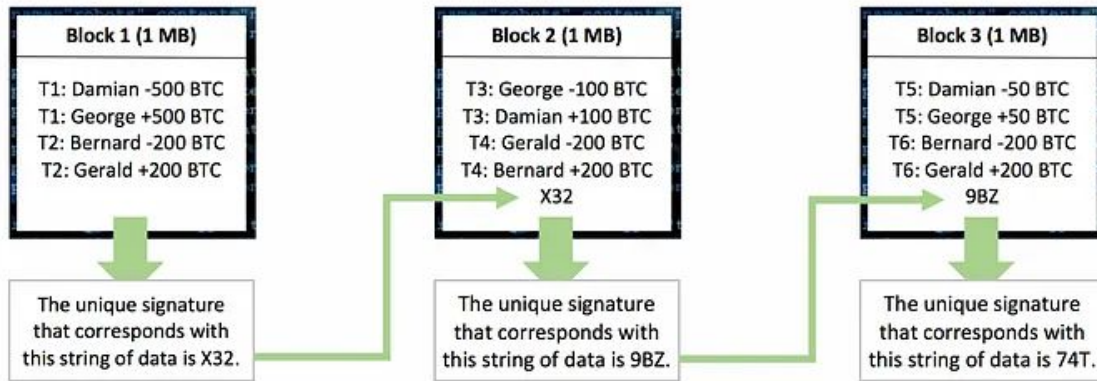 Block 1 (1 MB)
T1: Damian -500 BTC
T1: George +500 BTC
T2: Bernard -200 BTC
T2: Gerald +200 BTC
The unique signature
that corresponds with
this string of data is X32.
Block 2 (1 MB)
T3: George -100 BTC
T3: Damian +100 BTC
T4: Gerald -200 BTC
T4: Bernard +200 BTC
X32
The unique signature
that corresponds with
this string of data is 9BZ.
Block 3 (1 MB)
T5: Damian -50 BTC
T5: George +50 BTC
T6: Bernard -200 BTC
T6: Gerald +200 BTC
9BZ
The unique signature
that corresponds with
this string of data is 74T.